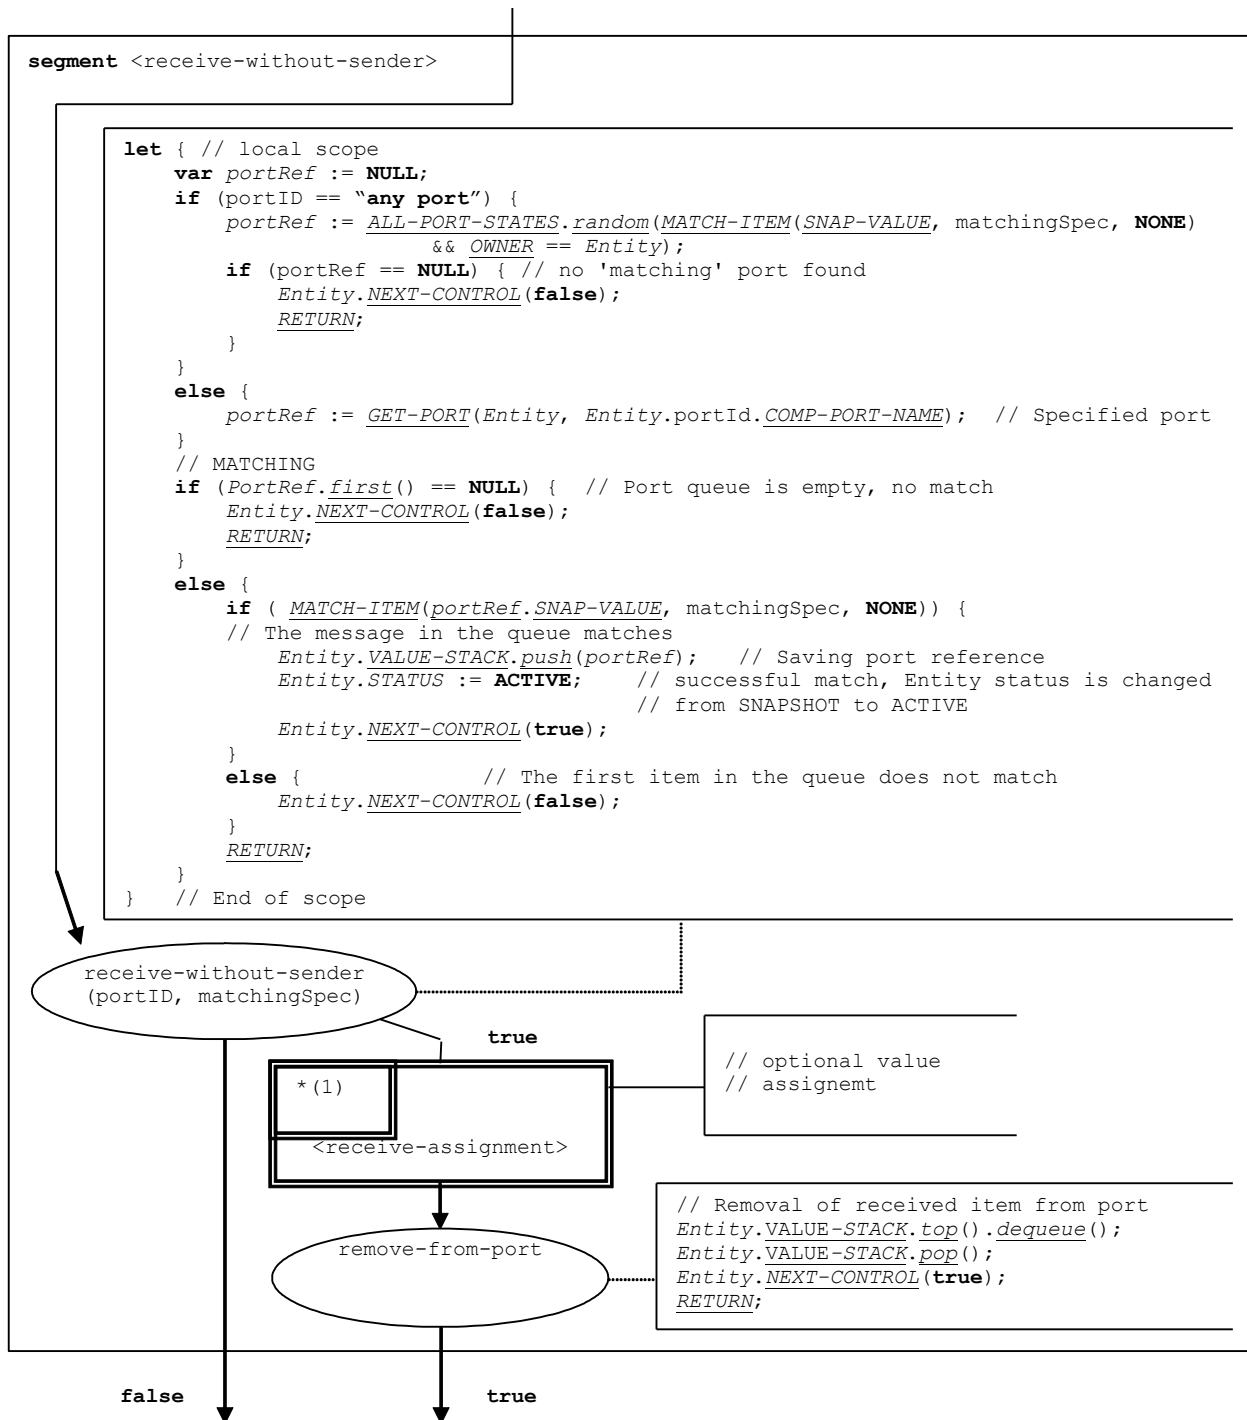 segment <receive-without-sender>
let { // local scope
var portRef := NULL;
if (portID == “any port”) {
portRef := ALL-PORT-STATES.random(MATCH-ITEM(SNAP-VALUE, matchingSpec, NONE)
&& OWNER == Entity);
if (portRef == NULL) { // no 'matching' port found
Entity.NEXT-CONTROL(false);
RETURN;
}
}
else {
portRef := GET-PORT(Entity, Entity.portId.COMP-PORT-NAME); // Specified port
}
// MATCHING
if (PortRef.first() == NULL) { // Port queue is empty, no match
Entity.NEXT-CONTROL(false);
RETURN;
}
else {
if ( MATCH-ITEM(portRef.SNAP-VALUE, matchingSpec, NONE)) {
// The message in the queue matches
Entity.VALUE-STACK.push(portRef); // Saving port reference
Entity.STATUS := ACTIVE; // successful match, Entity status is changed
// from SNAPSHOT to ACTIVE
Entity.NEXT-CONTROL(true);
}
else { // The first item in the queue does not match
Entity.NEXT-CONTROL(false);
}
RETURN;
}
} // End of scope
receive-without-sender
(portID, matchingSpec)
true
// optional value
// assignemt
*(1)
<receive-assignment>
remove-from-port
// Removal of received item from port
Entity.VALUE-STACK.top().dequeue();
Entity.VALUE-STACK.pop();
Entity.NEXT-CONTROL(true);
RETURN;
false
true